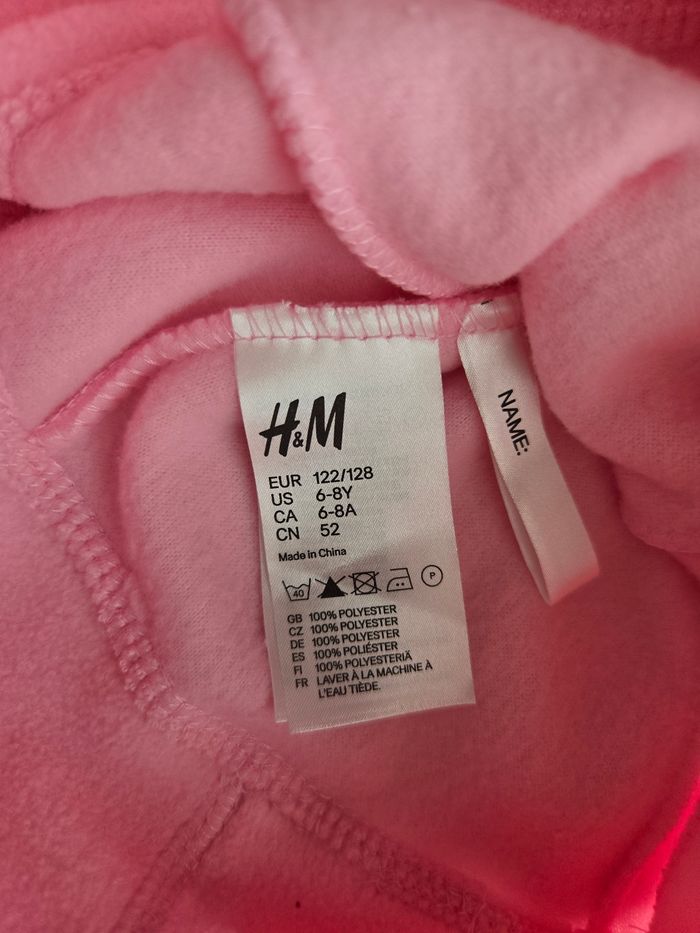 H&M
EUR 122/128
US 6-8Y
CA 6-8A
CN 52
Made in China
40
P
GB 100% POLYESTER
CZ 100% POLYESTER
DE 100% POLYESTER
ES 100% POLIÉSTER
FI 100% POLYESTERIÄ
FR LAVER À LA MACHINE À
L'EAU TIÈDE.
NAME: